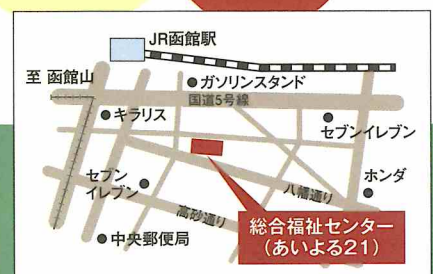 JR函館駅
至 函館山
ガソリンスタンド
国道5号線
キラリス
セブンイレブン
セブン
イレブン
ホンダ
八幡通り
高砂通り
総合福祉センター
(あいよる21)
中央郵便局